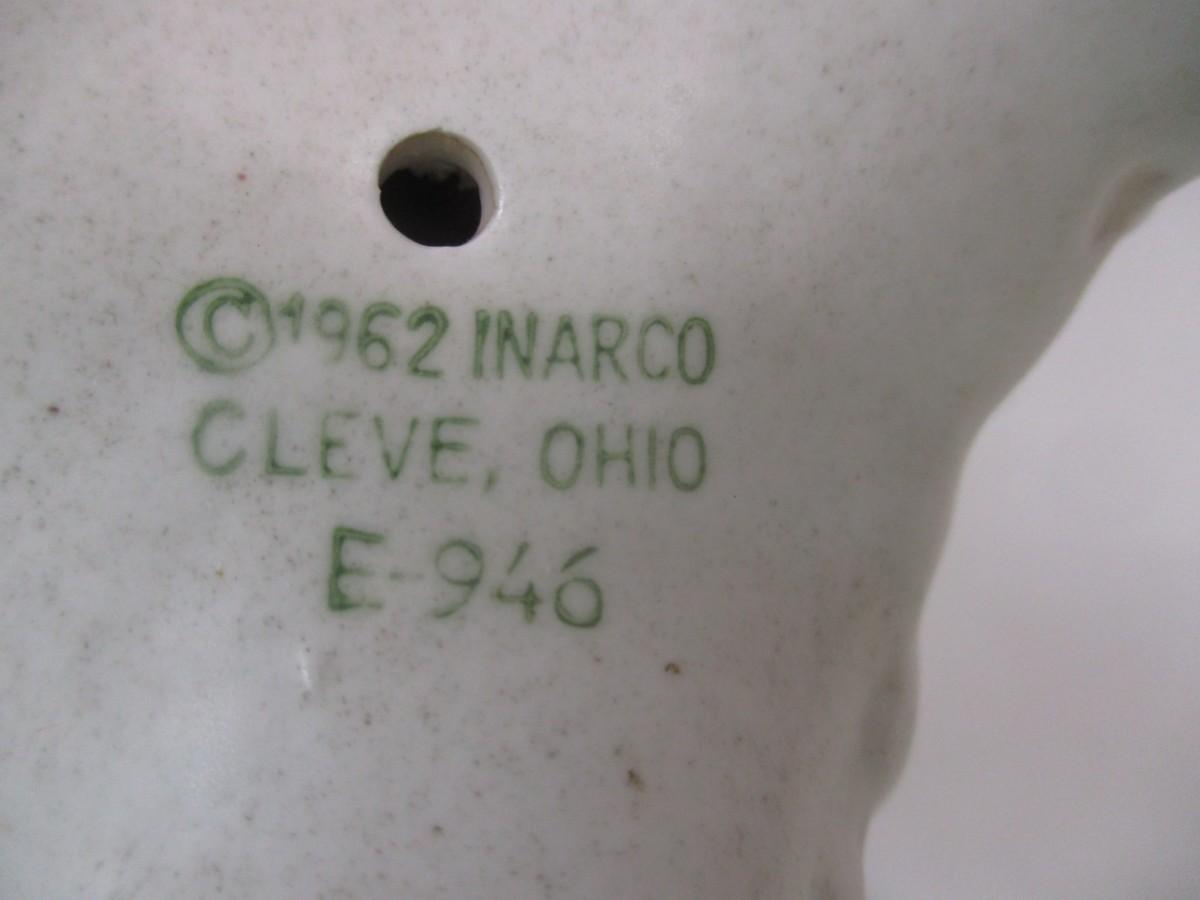 ©1962 INARCO
CLEVE, OHIO
E-946